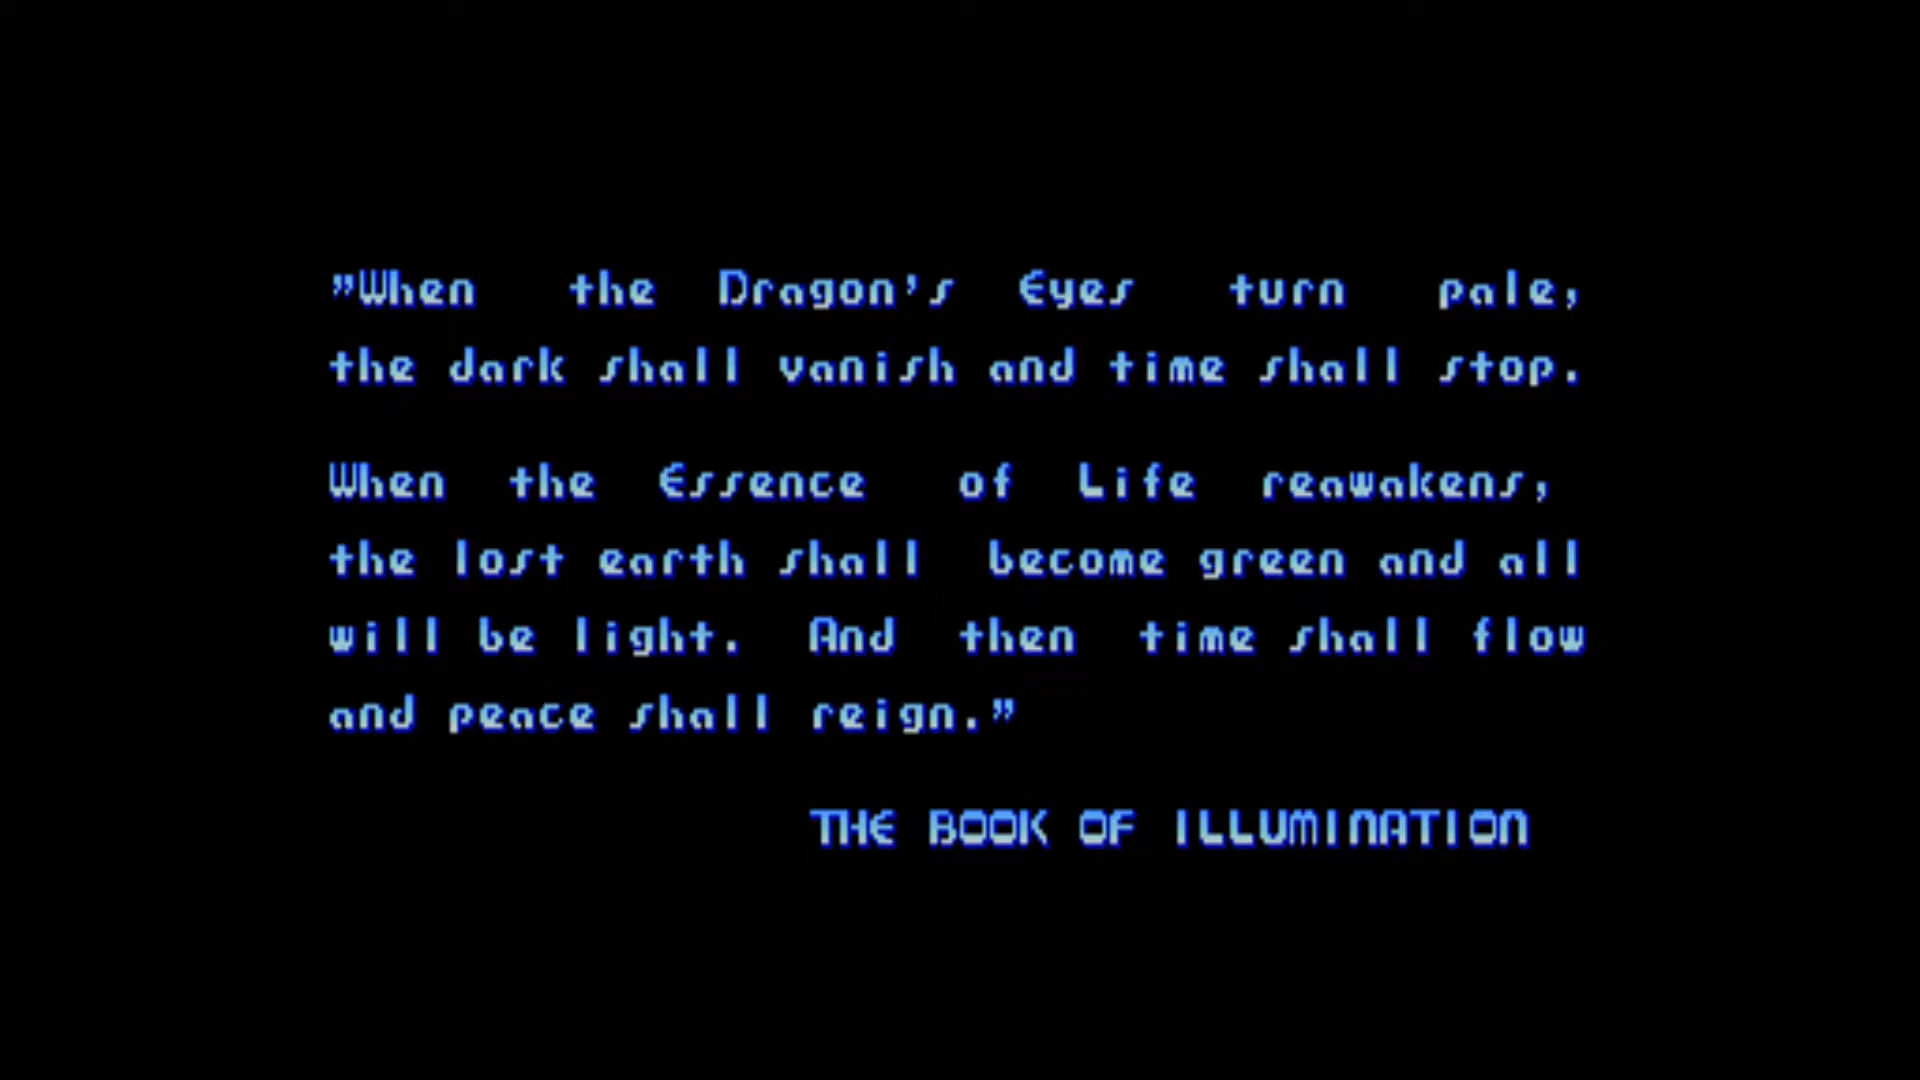 ”When the Dragon's Eyes turn pale,
the dark shall vanish and time shall stop.
When the Essence of Life reawakens,
the lost earth shall become green and all
will be light. And then time shall flow
and peace shall reign.”
THE BOOK OF ILLUMINATION